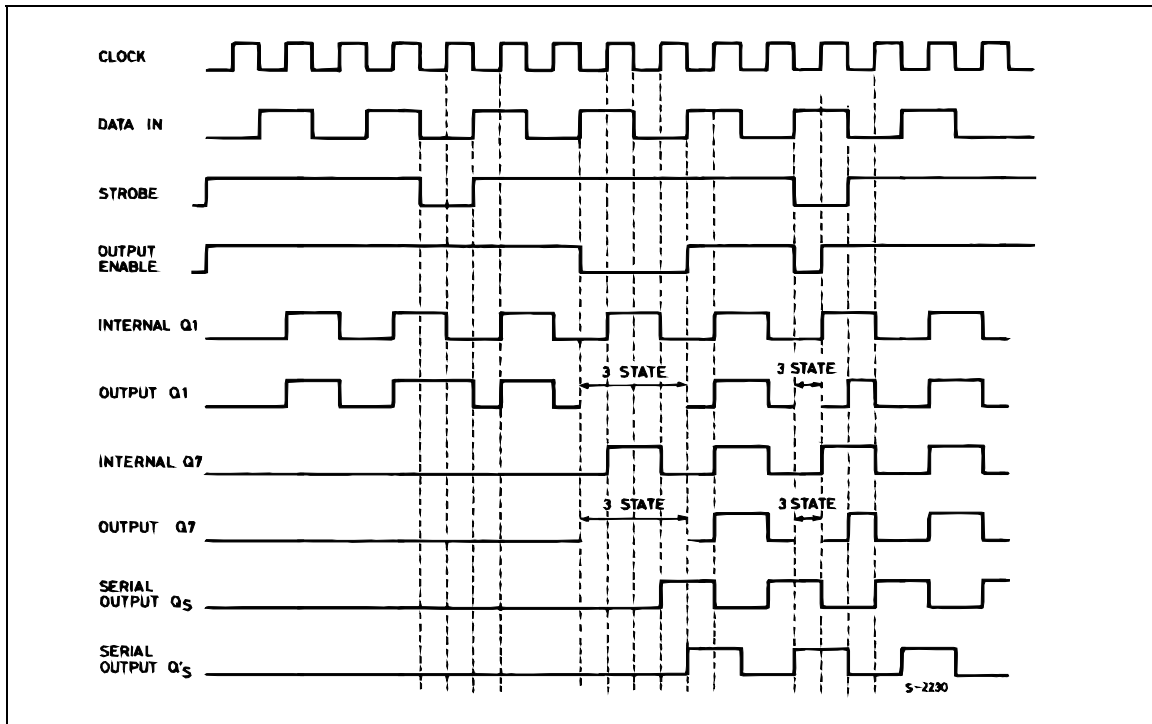 CLOCK
DATA IN
STROBE
OUTPUT
ENABLE
INTERNAL Q1
OUTPUT Q1
3 STATE
3 STATE
INTERNAL Q7
OUTPUT Q7
3 STATE
3 STATE
SERIAL
OUTPUT QS
SERIAL
OUTPUT Q'S
S-2230